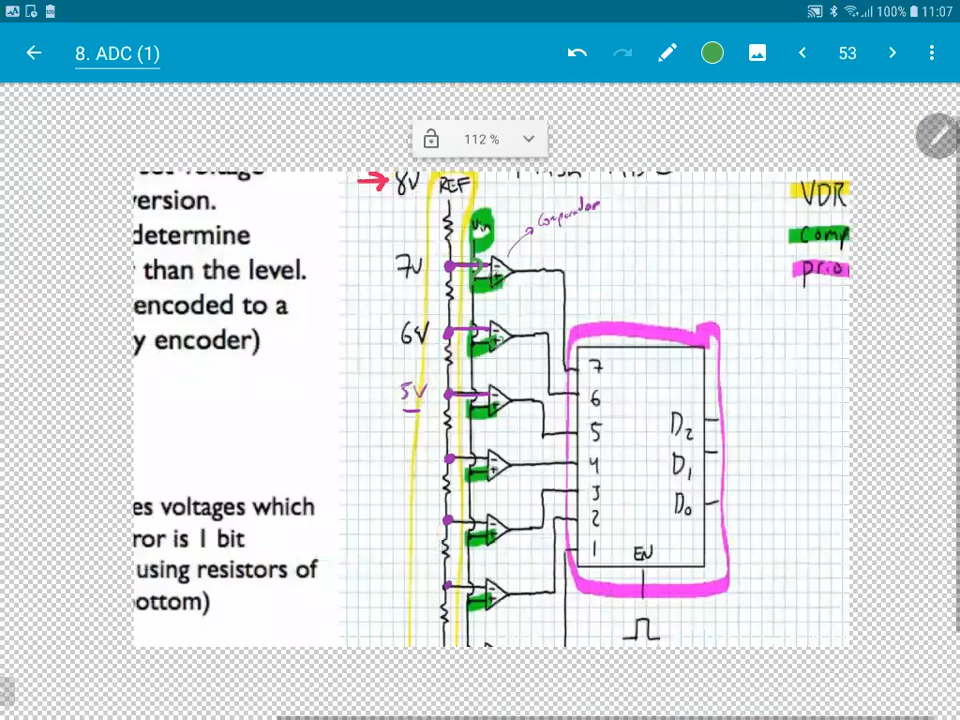 100% 11:07
8. ADC (1)
53
112 %
version.
determine
than the level.
encoded to a
y encoder)
es voltages which
ror is 1 bit
using resistors of
ottom)
8V REF
Vin
Comparator
7V
6V
5V
7
6
5
4
3
2
1
D2
D1
D0
EN
VDR
Comp
prio